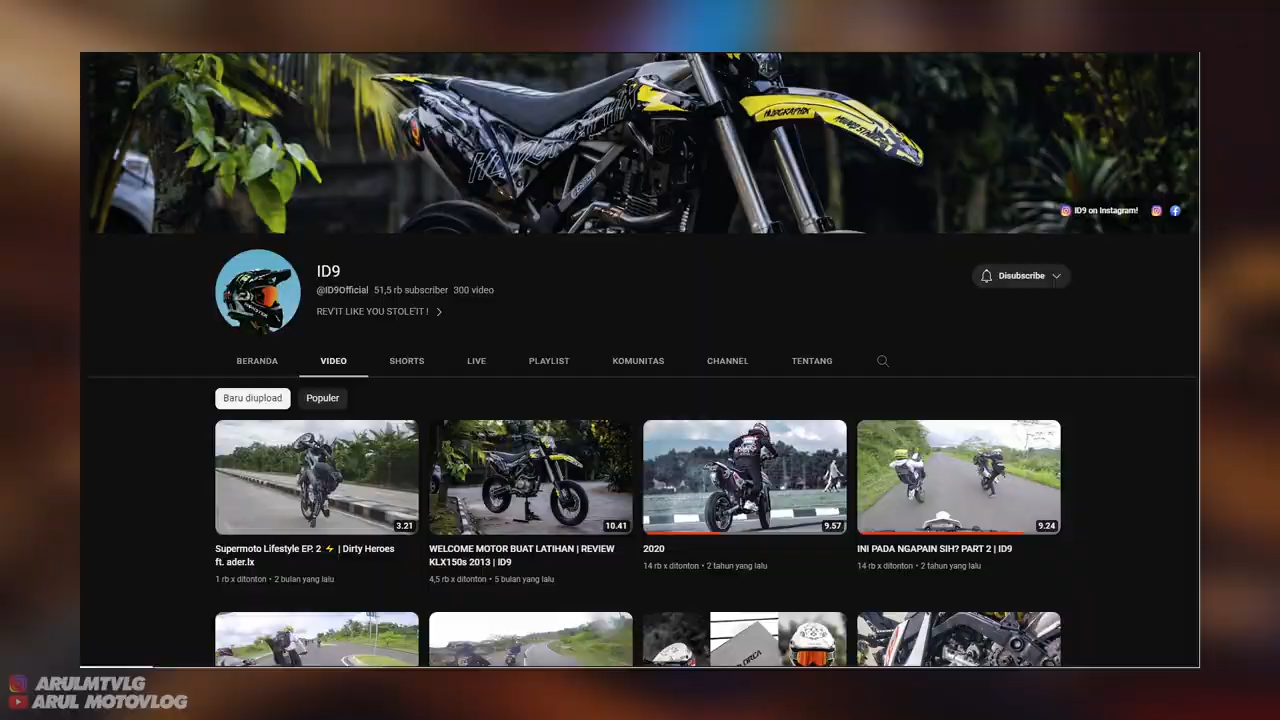 ID9 on Instagram!
ID9
@ID9Official 51,5 rb subscriber 300 video
REV'IT LIKE YOU STOLE'IT !
Disubscribe
BERANDA VIDEO SHORTS LIVE PLAYLIST KOMUNITAS CHANNEL TENTANG
Baru diupload Populer
3.21 10.41 9.57 9.24
Supermoto Lifestyle EP. 2 ⚡ | Dirty Heroes
ft. ader.lx
1 rb x ditonton • 2 bulan yang lalu
WELCOME MOTOR BUAT LATIHAN | REVIEW
KLX150s 2013 | ID9
4,5 rb x ditonton • 5 bulan yang lalu
2020
14 rb x ditonton • 2 tahun yang lalu
INI PADA NGAPAIN SIH? PART 2 | ID9
14 rb x ditonton • 2 tahun yang lalu
ARULMTVLG
ARUL MOTOVLOG